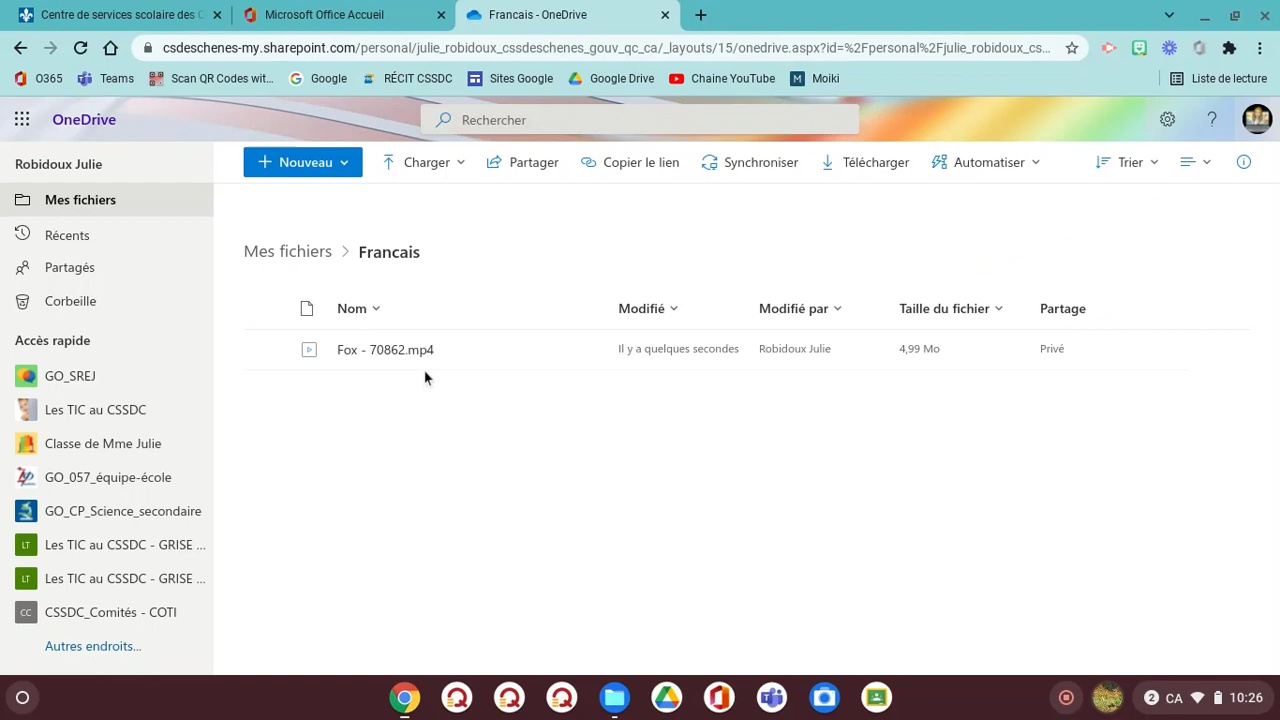 Centre de services scolaire des C
Microsoft Office Accueil
Francais - OneDrive
csdeschenes-my.sharepoint.com/personal/julie_robidoux_cssdeschenes_gouv_qc_ca/_layouts/15/onedrive.aspx?id=%2Fpersonal%2Fjulie_robidoux_cs...
O365
Teams
Scan QR Codes wit...
Google
RÉCIT CSSDC
Sites Google
Google Drive
Chaine YouTube
Moiki
Liste de lecture
OneDrive
Rechercher
Robidoux Julie
Nouveau
Charger
Partager
Copier le lien
Synchroniser
Télécharger
Automatiser
Trier
Mes fichiers
Récents
Partagés
Corbeille
Accès rapide
GO_SREJ
Les TIC au CSSDC
Classe de Mme Julie
GO_057_équipe-école
GO_CP_Science_secondaire
LT Les TIC au CSSDC - GRISE ...
LT Les TIC au CSSDC - GRISE ...
CC CSSDC_Comités - COTI
Autres endroits...
Mes fichiers > Francais
Nom Modifié Modifié par Taille du fichier Partage
Fox - 70862.mp4 Il y a quelques secondes Robidoux Julie 4,99 Mo Privé
2 CA 10:26